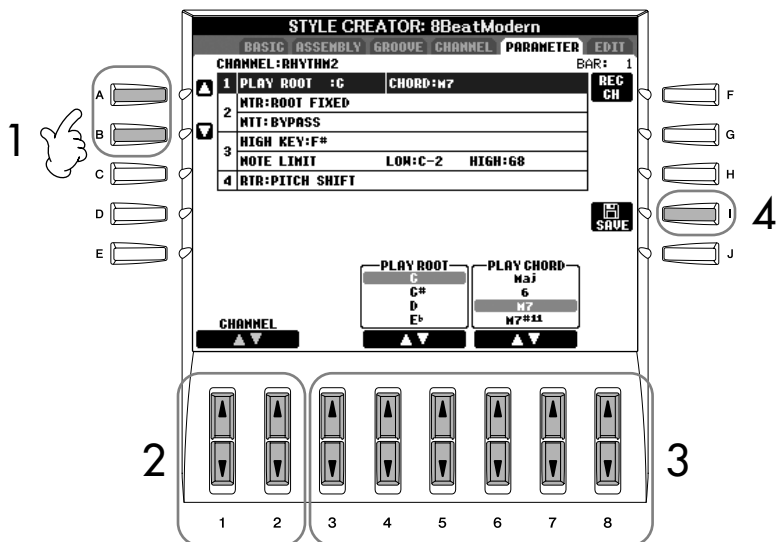 STYLE CREATOR: 8BeatModern
BASIC ASSEMBLY GROOVE CHANNEL PARAMETER EDIT
CHANNEL:RHYTHM2 BAR: 1
1 PLAY ROOT :C CHORD:M7 REC CH
2 NTR:ROOT FIXED
NTT:BYPASS
3 HIGH KEY:F#
NOTE LIMIT LOW:C-2 HIGH:G8
4 RTR:PITCH SHIFT
SAVE
PLAY ROOT PLAY CHORD
C Maj
C# 6
D M7
E♭ M7#11
CHANNEL
A
B
C
D
E
F
G
H
I
J
1
4
2
3
1 2 3 4 5 6 7 8